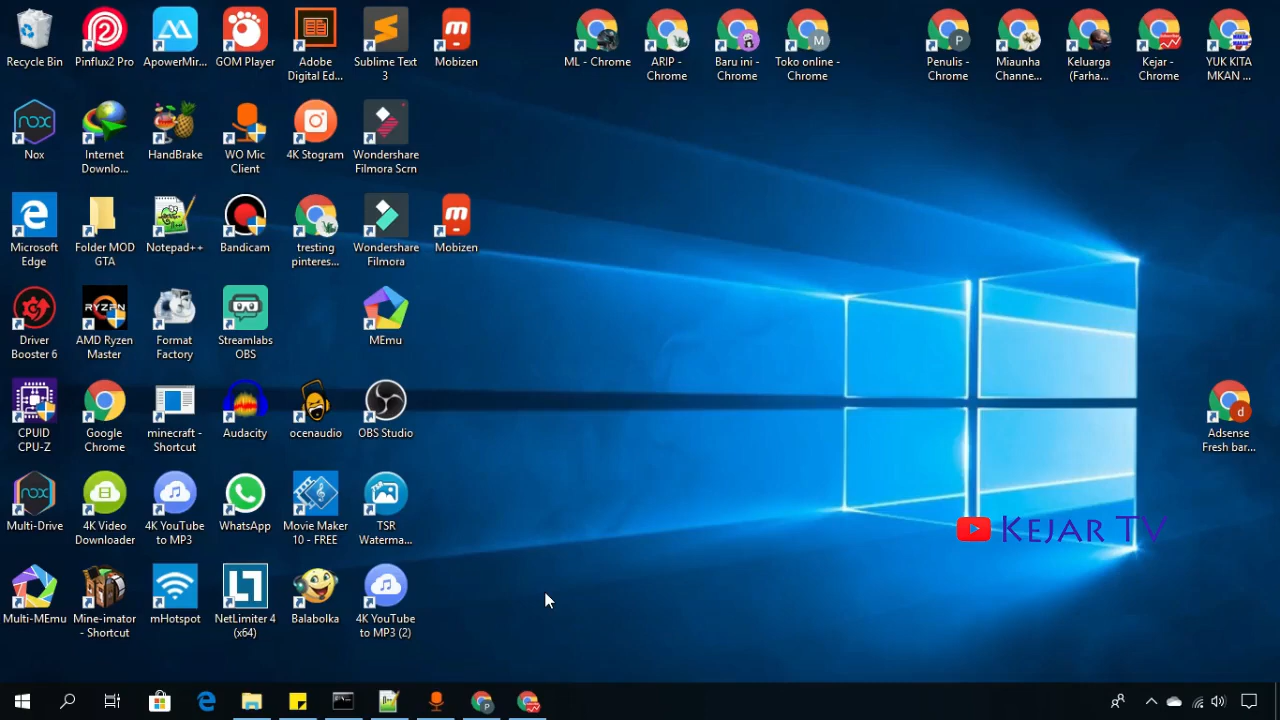 Recycle Bin
Pinflux2 Pro
ApowerMir...
GOM Player
Adobe
Digital Ed...
Sublime Text
3
Mobizen
ML - Chrome
ARIP -
Chrome
Baru ini -
Chrome
Toko online -
Chrome
Penulis -
Chrome
Miaunha
Channe...
Keluarga
(Farha...
Kejar -
Chrome
YUK KITA
MKAN ...
Nox
Internet
Downlo...
HandBrake
WO Mic
Client
4K Stogram
Wondershare
Filmora Scrn
Microsoft
Edge
Folder MOD
GTA
Notepad++
Bandicam
tresting
pinteres...
Wondershare
Filmora
Mobizen
Driver
Booster 6
AMD Ryzen
Master
Format
Factory
Streamlabs
OBS
MEmu
CPUID
CPU-Z
Google
Chrome
minecraft -
Shortcut
Audacity
ocenaudio
OBS Studio
Adsense
Fresh bar...
Multi-Drive
4K Video
Downloader
4K YouTube
to MP3
WhatsApp
Movie Maker
10 - FREE
TSR
Waterma...
KEJAR TV
Multi-MEmu
Mine-imator
- Shortcut
mHotspot
NetLimiter 4
(x64)
Balabolka
4K YouTube
to MP3 (2)